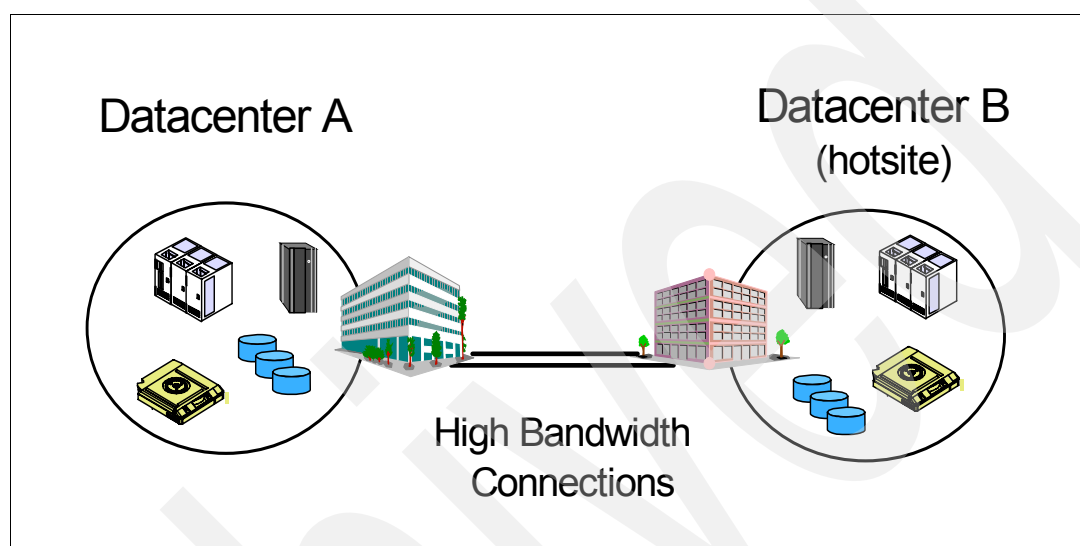 Datacenter A
Datacenter B
(hotsite)
High Bandwidth
Connections